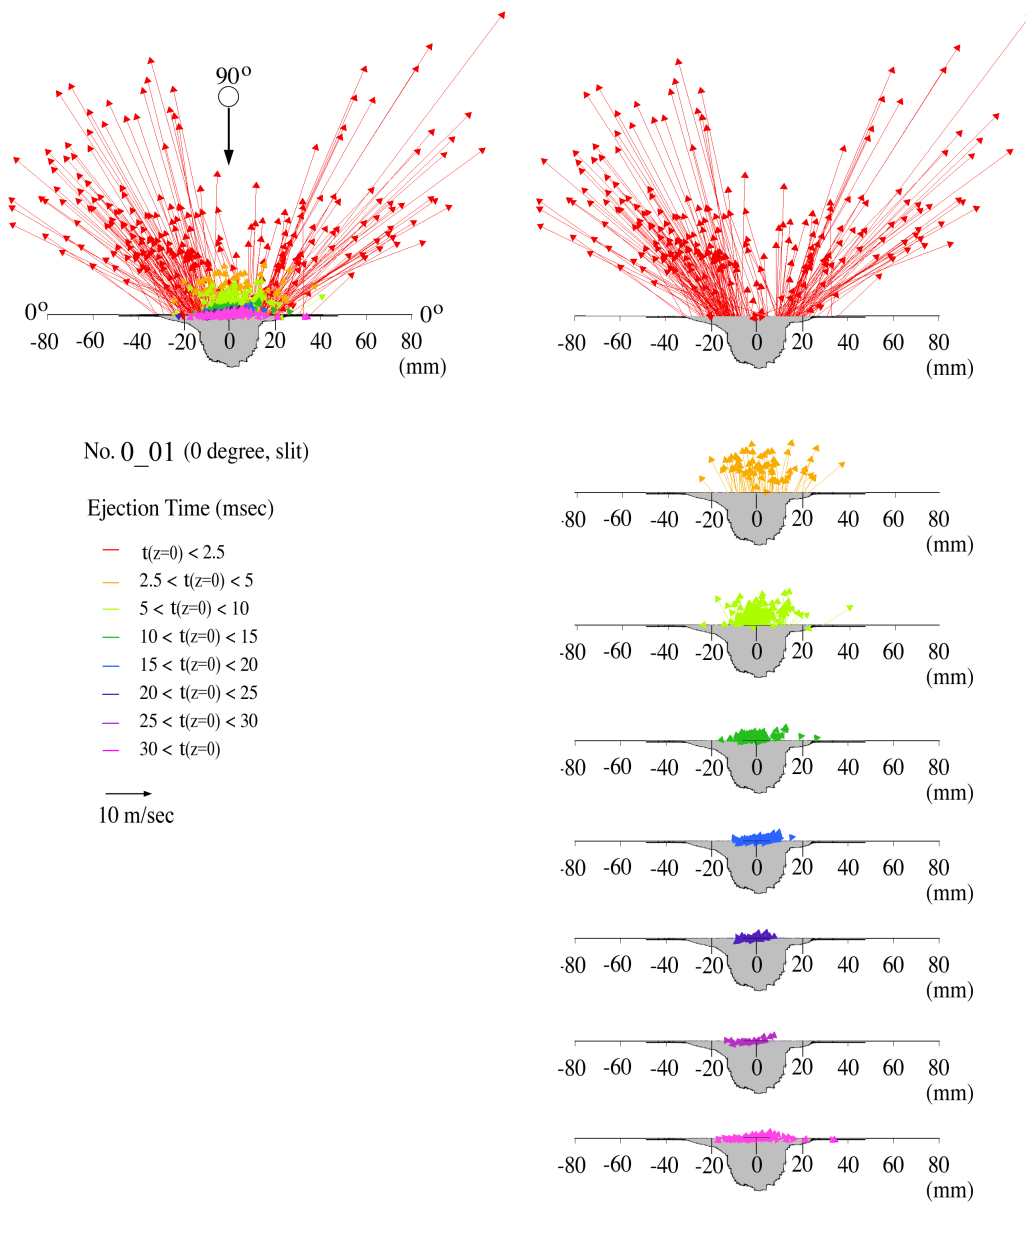 90o
0o
0o
-80 -60 -40 -20 0 20 40 60 80
(mm)
-80 -60 -40 -20 0 20 40 60 80
(mm)
No. 0_01 (0 degree, slit)
Ejection Time (msec)
t(z=0) < 2.5
2.5 < t(z=0) < 5
5 < t(z=0) < 10
10 < t(z=0) < 15
15 < t(z=0) < 20
20 < t(z=0) < 25
25 < t(z=0) < 30
30 < t(z=0)
10 m/sec
-80 -60 -40 -20 0 20 40 60 80
(mm)
-80 -60 -40 -20 0 20 40 60 80
(mm)
-80 -60 -40 -20 0 20 40 60 80
(mm)
-80 -60 -40 -20 0 20 40 60 80
(mm)
-80 -60 -40 -20 0 20 40 60 80
(mm)
-80 -60 -40 -20 0 20 40 60 80
(mm)
-80 -60 -40 -20 0 20 40 60 80
(mm)